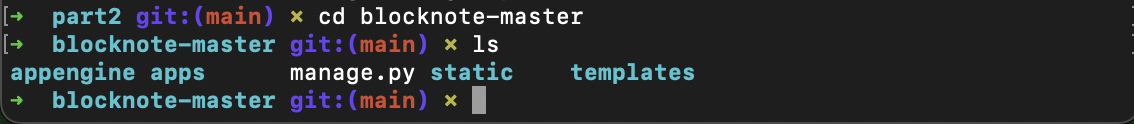 [➜  part2 git:(main) × cd blocknote-master
[➜  blocknote-master git:(main) × ls
appengine apps      manage.py static    templates
➜  blocknote-master git:(main) ×